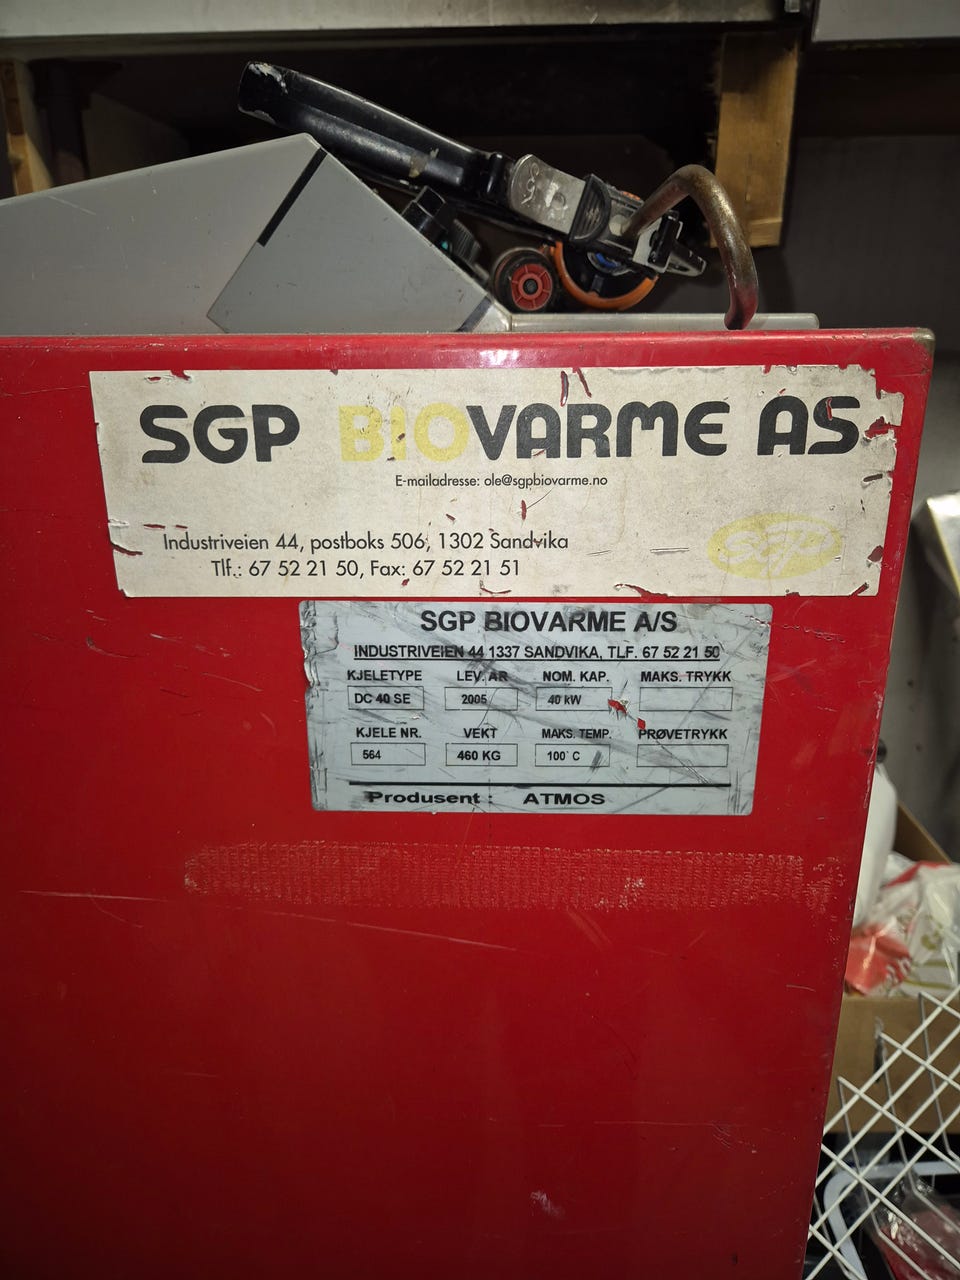 SGP BIOVARME AS
E-mailadresse: ole@sgpbiovarme.no
Industriveien 44, postboks 506, 1302 Sandvika
Tlf.: 67 52 21 50, Fax: 67 52 21 51
SGP
SGP BIOVARME A/S
INDUSTRIVEIEN 44 1337 SANDVIKA, TLF. 67 52 21 50
KJELETYPE LEV. ÅR NOM. KAP. MAKS. TRYKK
DC 40 SE 2005 40 kW
KJELE NR. VEKT MAKS. TEMP. PRØVETRYKK
564 460 KG 100° C
Produsent : ATMOS